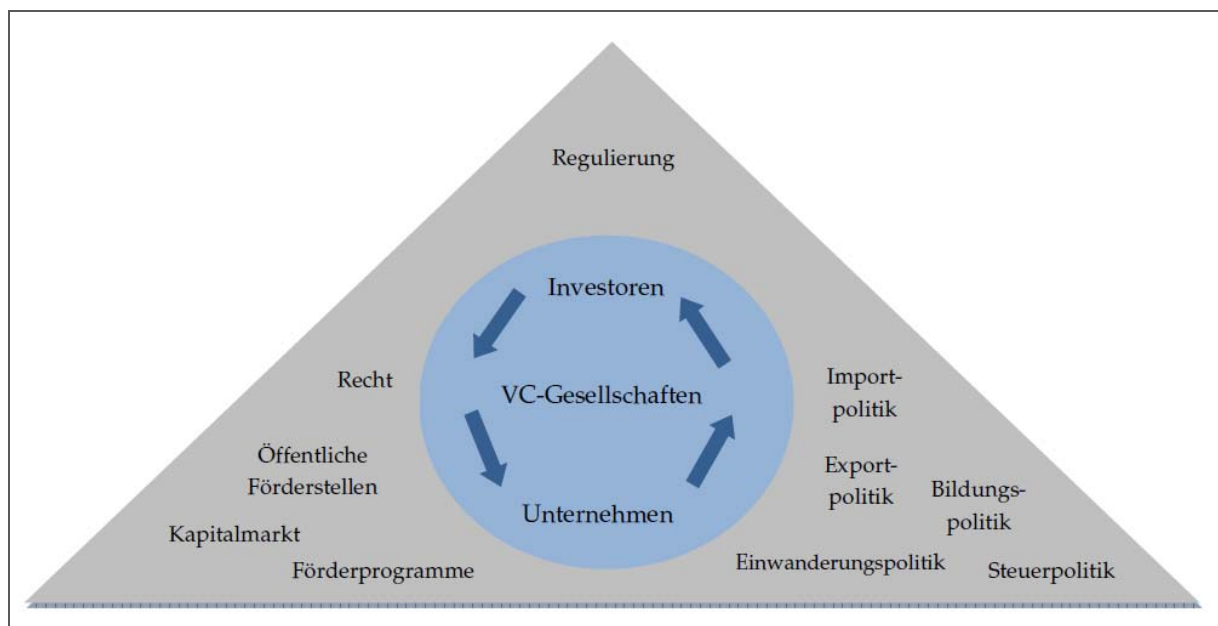 Regulierung
Investoren
Recht
VC-Gesellschaften
Import-
politik
Öffentliche
Förderstellen
Export-
politik
Bildungs-
politik
Unternehmen
Kapitalmarkt
Förderprogramme
Einwanderungspolitik
Steuerpolitik